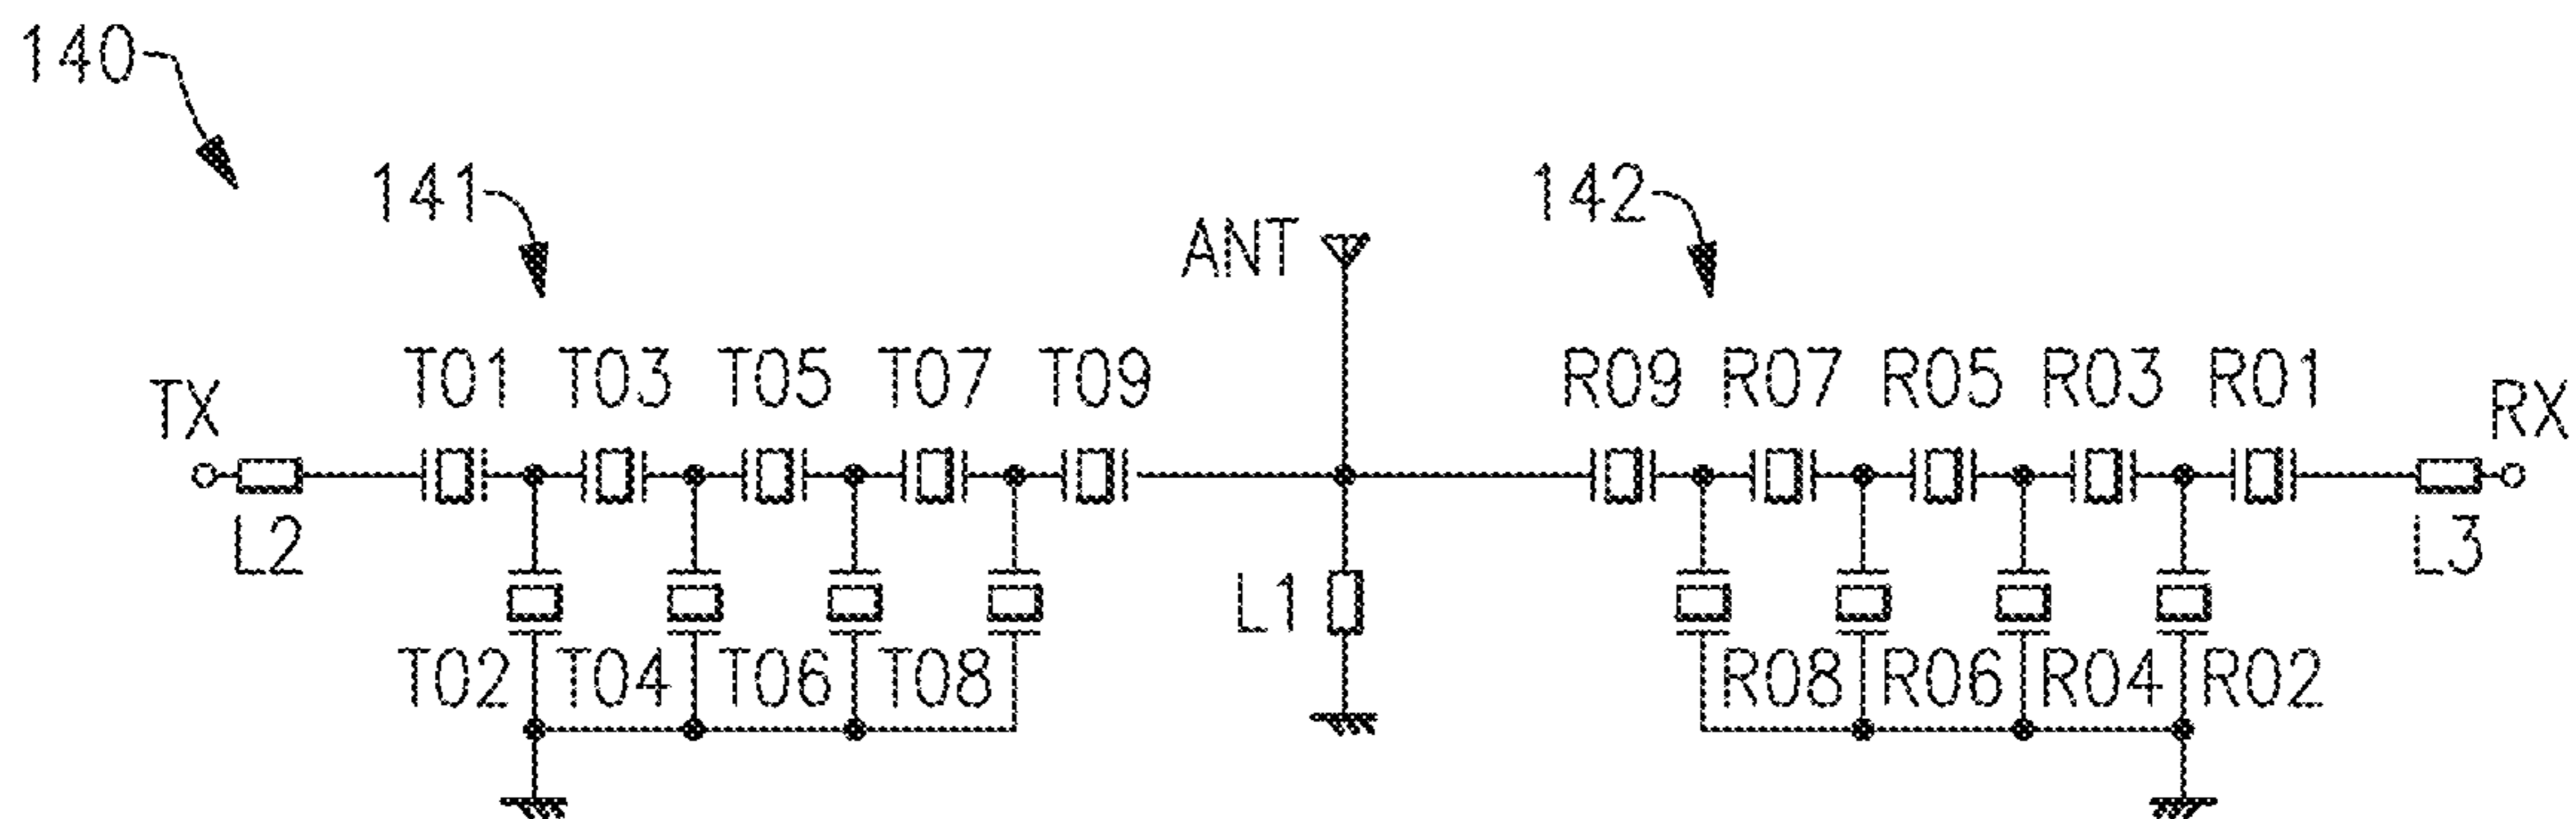 140
141
142
ANT
T01 T03 T05 T07 T09
R09 R07 R05 R03 R01
TX
RX
L2
L1
L3
T02 T04 T06 T08
R08 R06 R04 R02